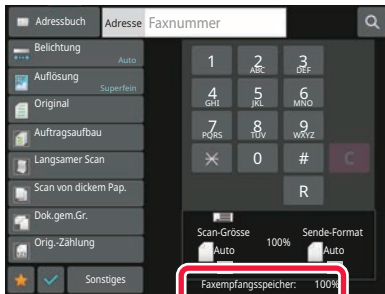 Adressbuch
Adresse Faxnummer
Belichtung
Auto
Auflösung
Superfein
Original
Auftragsaufbau
Langsamer Scan
Scan von dickem Pap.
Dok.gem.Gr.
Orig.-Zählung
Sonstiges
1 2 3
ABC DEF
4 5 6
GHI JKL MNO
7 8 9
PQRS TUV WXYZ
0 # C
R
Scan-Grösse Sende-Format
Auto 100% Auto
Faxempfangsspeicher: 100%